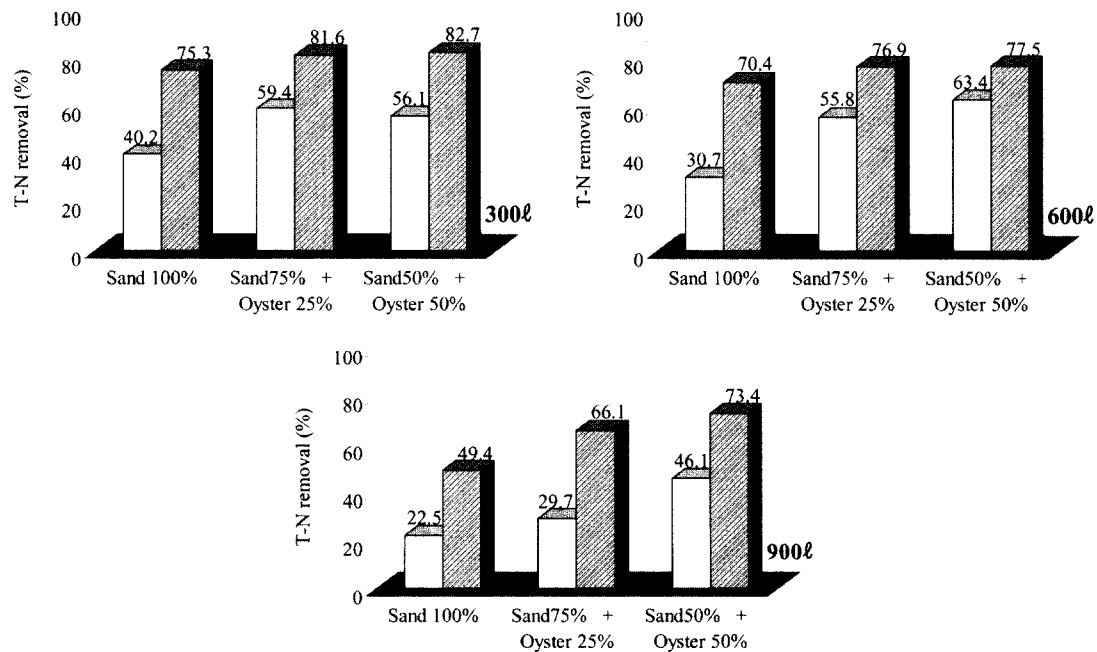 100
80
60
40
20
0
T-N removal (%)
40.2
75.3
59.4
81.6
56.1
82.7
300ℓ
Sand 100%
Sand75% +
Oyster 25%
Sand50% +
Oyster 50%
100
80
60
40
20
0
T-N removal (%)
30.7
70.4
55.8
76.9
63.4
77.5
600ℓ
Sand 100%
Sand75% +
Oyster 25%
Sand50% +
Oyster 50%
100
80
60
40
20
0
T-N removal (%)
22.5
49.4
29.7
66.1
46.1
73.4
900ℓ
Sand 100%
Sand75% +
Oyster 25%
Sand50% +
Oyster 50%